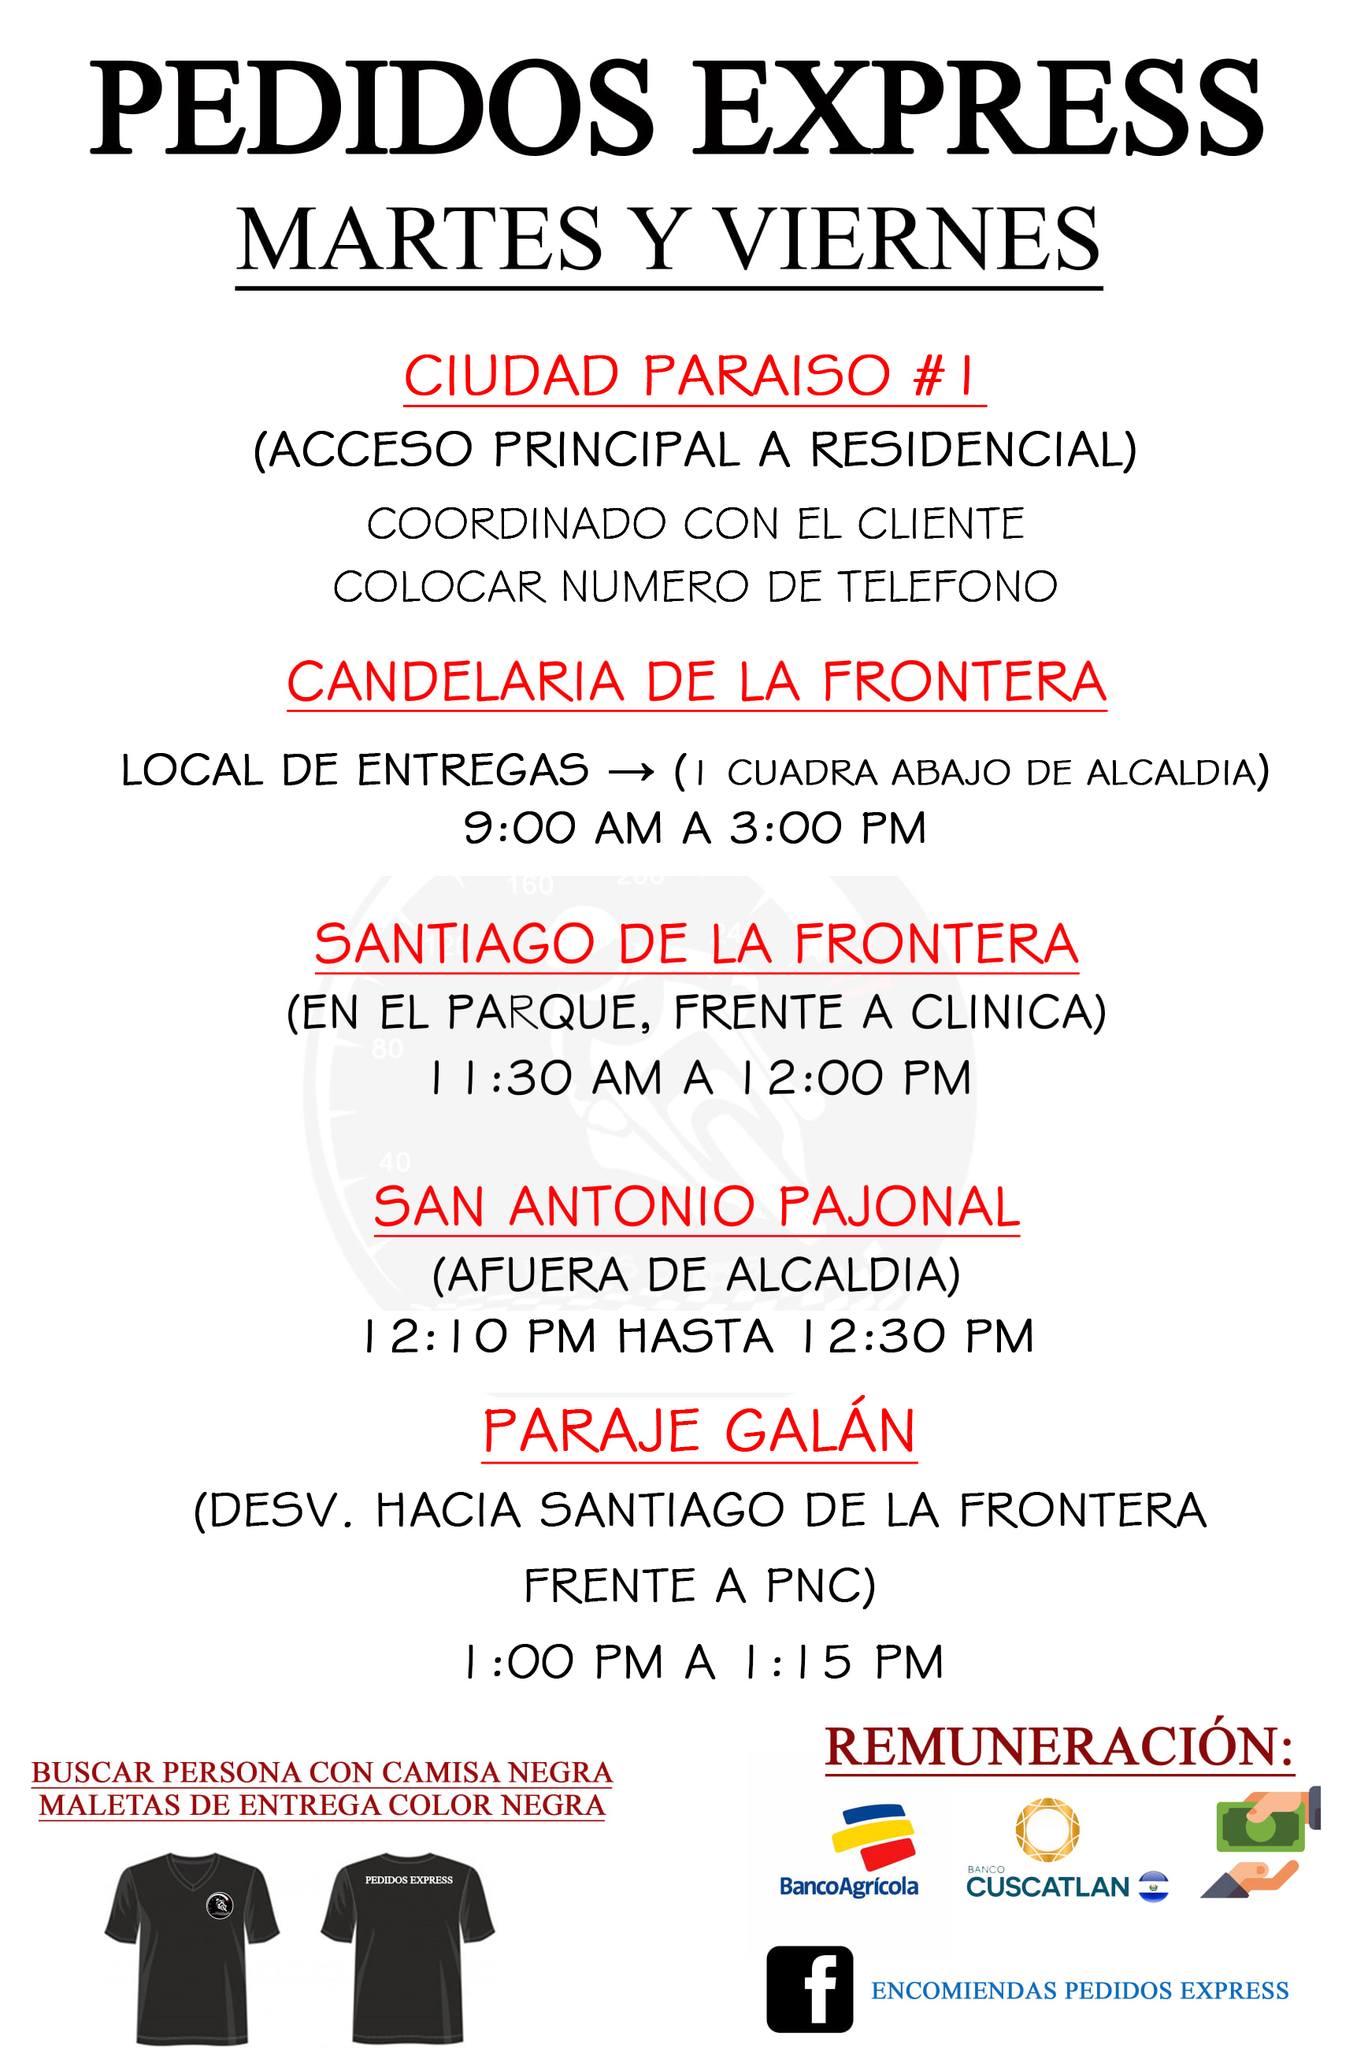 PEDIDOS EXPRESS
MARTES Y VIERNES
CIUDAD PARAISO #1
(ACCESO PRINCIPAL A RESIDENCIAL)
COORDINADO CON EL CLIENTE
COLOCAR NUMERO DE TELEFONO
CANDELARIA DE LA FRONTERA
LOCAL DE ENTREGAS → (1 CUADRA ABAJO DE ALCALDIA)
9:00 AM A 3:00 PM
160
200
SANTIAGO DE LA FRONTERA
(EN EL PARQUE, FRENTE A CLINICA)
80
11:30 AM A 12:00 PM
40
SAN ANTONIO PAJONAL
(AFUERA DE ALCALDIA)
12:10 PM HASTA 12:30 PM
PARAJE GALÁN
(DESV. HACIA SANTIAGO DE LA FRONTERA
FRENTE A PNC)
1:00 PM A 1:15 PM
BUSCAR PERSONA CON CAMISA NEGRA
MALETAS DE ENTREGA COLOR NEGRA
PEDIDOS EXPRESS
REMUNERACIÓN:
BancoAgrícola
BANCO
CUSCATLAN
f
ENCOMIENDAS PEDIDOS EXPRESS